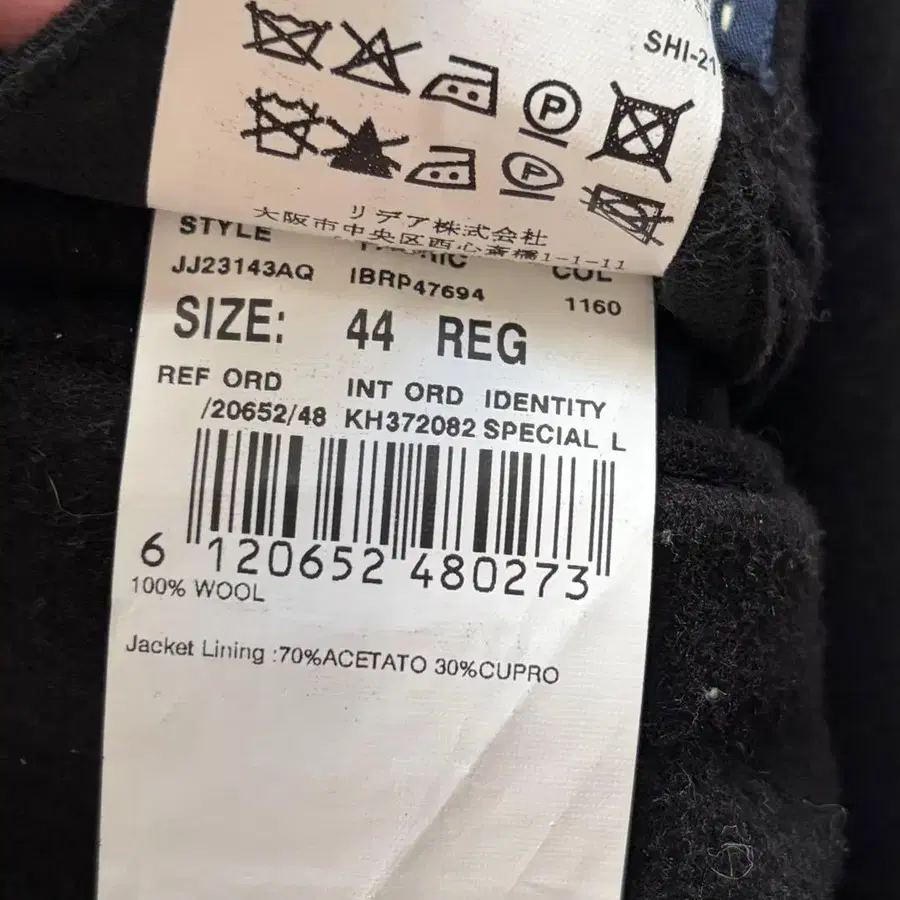 SHI-21
リデア株式会社
大阪市中央区西心斎橋1-1-11
STYLE COL
JJ23143AQ IBRP47694 1160
SIZE: 44 REG
REF ORD INT ORD IDENTITY
/20652/48 KH372082 SPECIAL L
6 120652 480273
100% WOOL
Jacket Lining :70%ACETATO 30%CUPRO